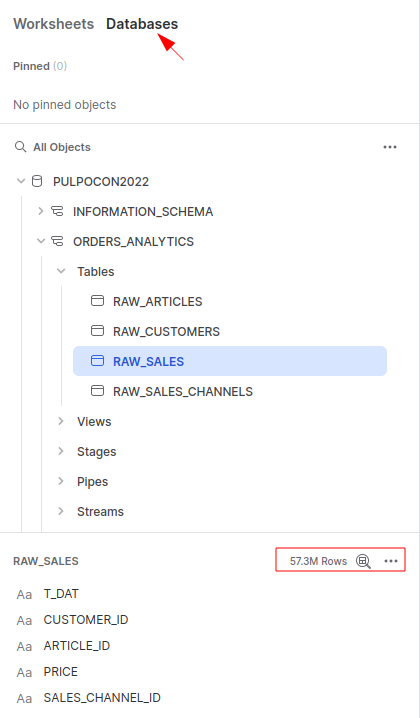 Worksheets Databases
Pinned (0)
No pinned objects
All Objects
PULPOCON2022
INFORMATION_SCHEMA
ORDERS_ANALYTICS
Tables
RAW_ARTICLES
RAW_CUSTOMERS
RAW_SALES
RAW_SALES_CHANNELS
Views
Stages
Pipes
Streams
RAW_SALES 57.3M Rows
Aa T_DAT
Aa CUSTOMER_ID
Aa ARTICLE_ID
Aa PRICE
Aa SALES_CHANNEL_ID